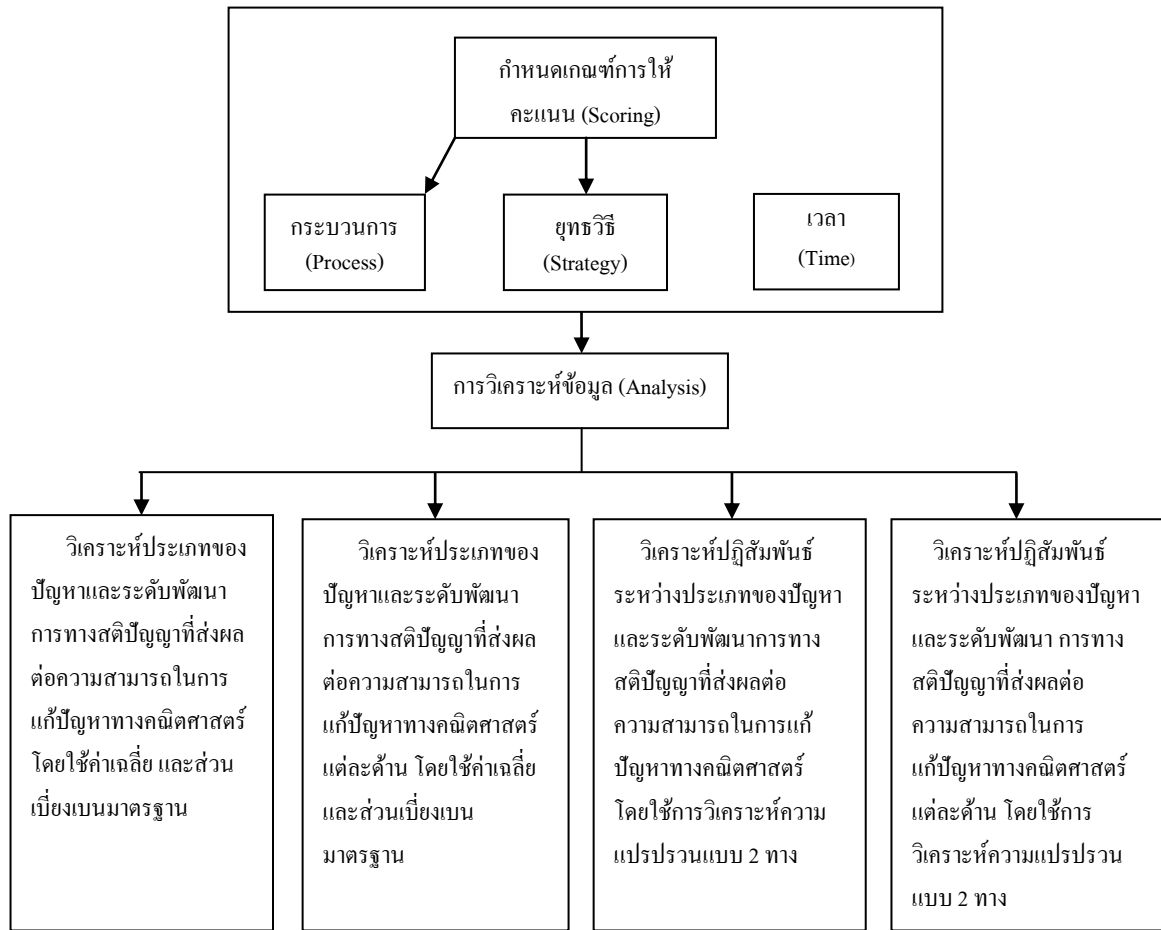 กำหนดเกณฑ์การให้
คะแนน (Scoring)
กระบวนการ
(Process)
ยุทธวิธี
(Strategy)
เวลา
(Time)
การวิเคราะห์ข้อมูล (Analysis)
วิเคราะห์ประเภทของ
ปัญหาและระดับพัฒนา
การทางสติปัญญาที่ส่งผล
ต่อความสามารถในการ
แก้ปัญหาทางคณิตศาสตร์
โดยใช้ค่าเฉลี่ย และส่วน
เบี่ยงเบนมาตรฐาน
วิเคราะห์ประเภทของ
ปัญหาและระดับพัฒนา
การทางสติปัญญาที่ส่งผล
ต่อความสามารถในการ
แก้ปัญหาทางคณิตศาสตร์
แต่ละด้าน โดยใช้ค่าเฉลี่ย
และส่วนเบี่ยงเบน
มาตรฐาน
วิเคราะห์ปฏิสัมพันธ์
ระหว่างประเภทของปัญหา
และระดับพัฒนาการทาง
สติปัญญาที่ส่งผลต่อ
ความสามารถในการแก้
ปัญหาทางคณิตศาสตร์
โดยใช้การวิเคราะห์ความ
แปรปรวนแบบ 2 ทาง
วิเคราะห์ปฏิสัมพันธ์
ระหว่างประเภทของปัญหา
และระดับพัฒนา การทาง
สติปัญญาที่ส่งผลต่อ
ความสามารถในการ
แก้ปัญหาทางคณิตศาสตร์
แต่ละด้าน โดยใช้การ
วิเคราะห์ความแปรปรวน
แบบ 2 ทาง